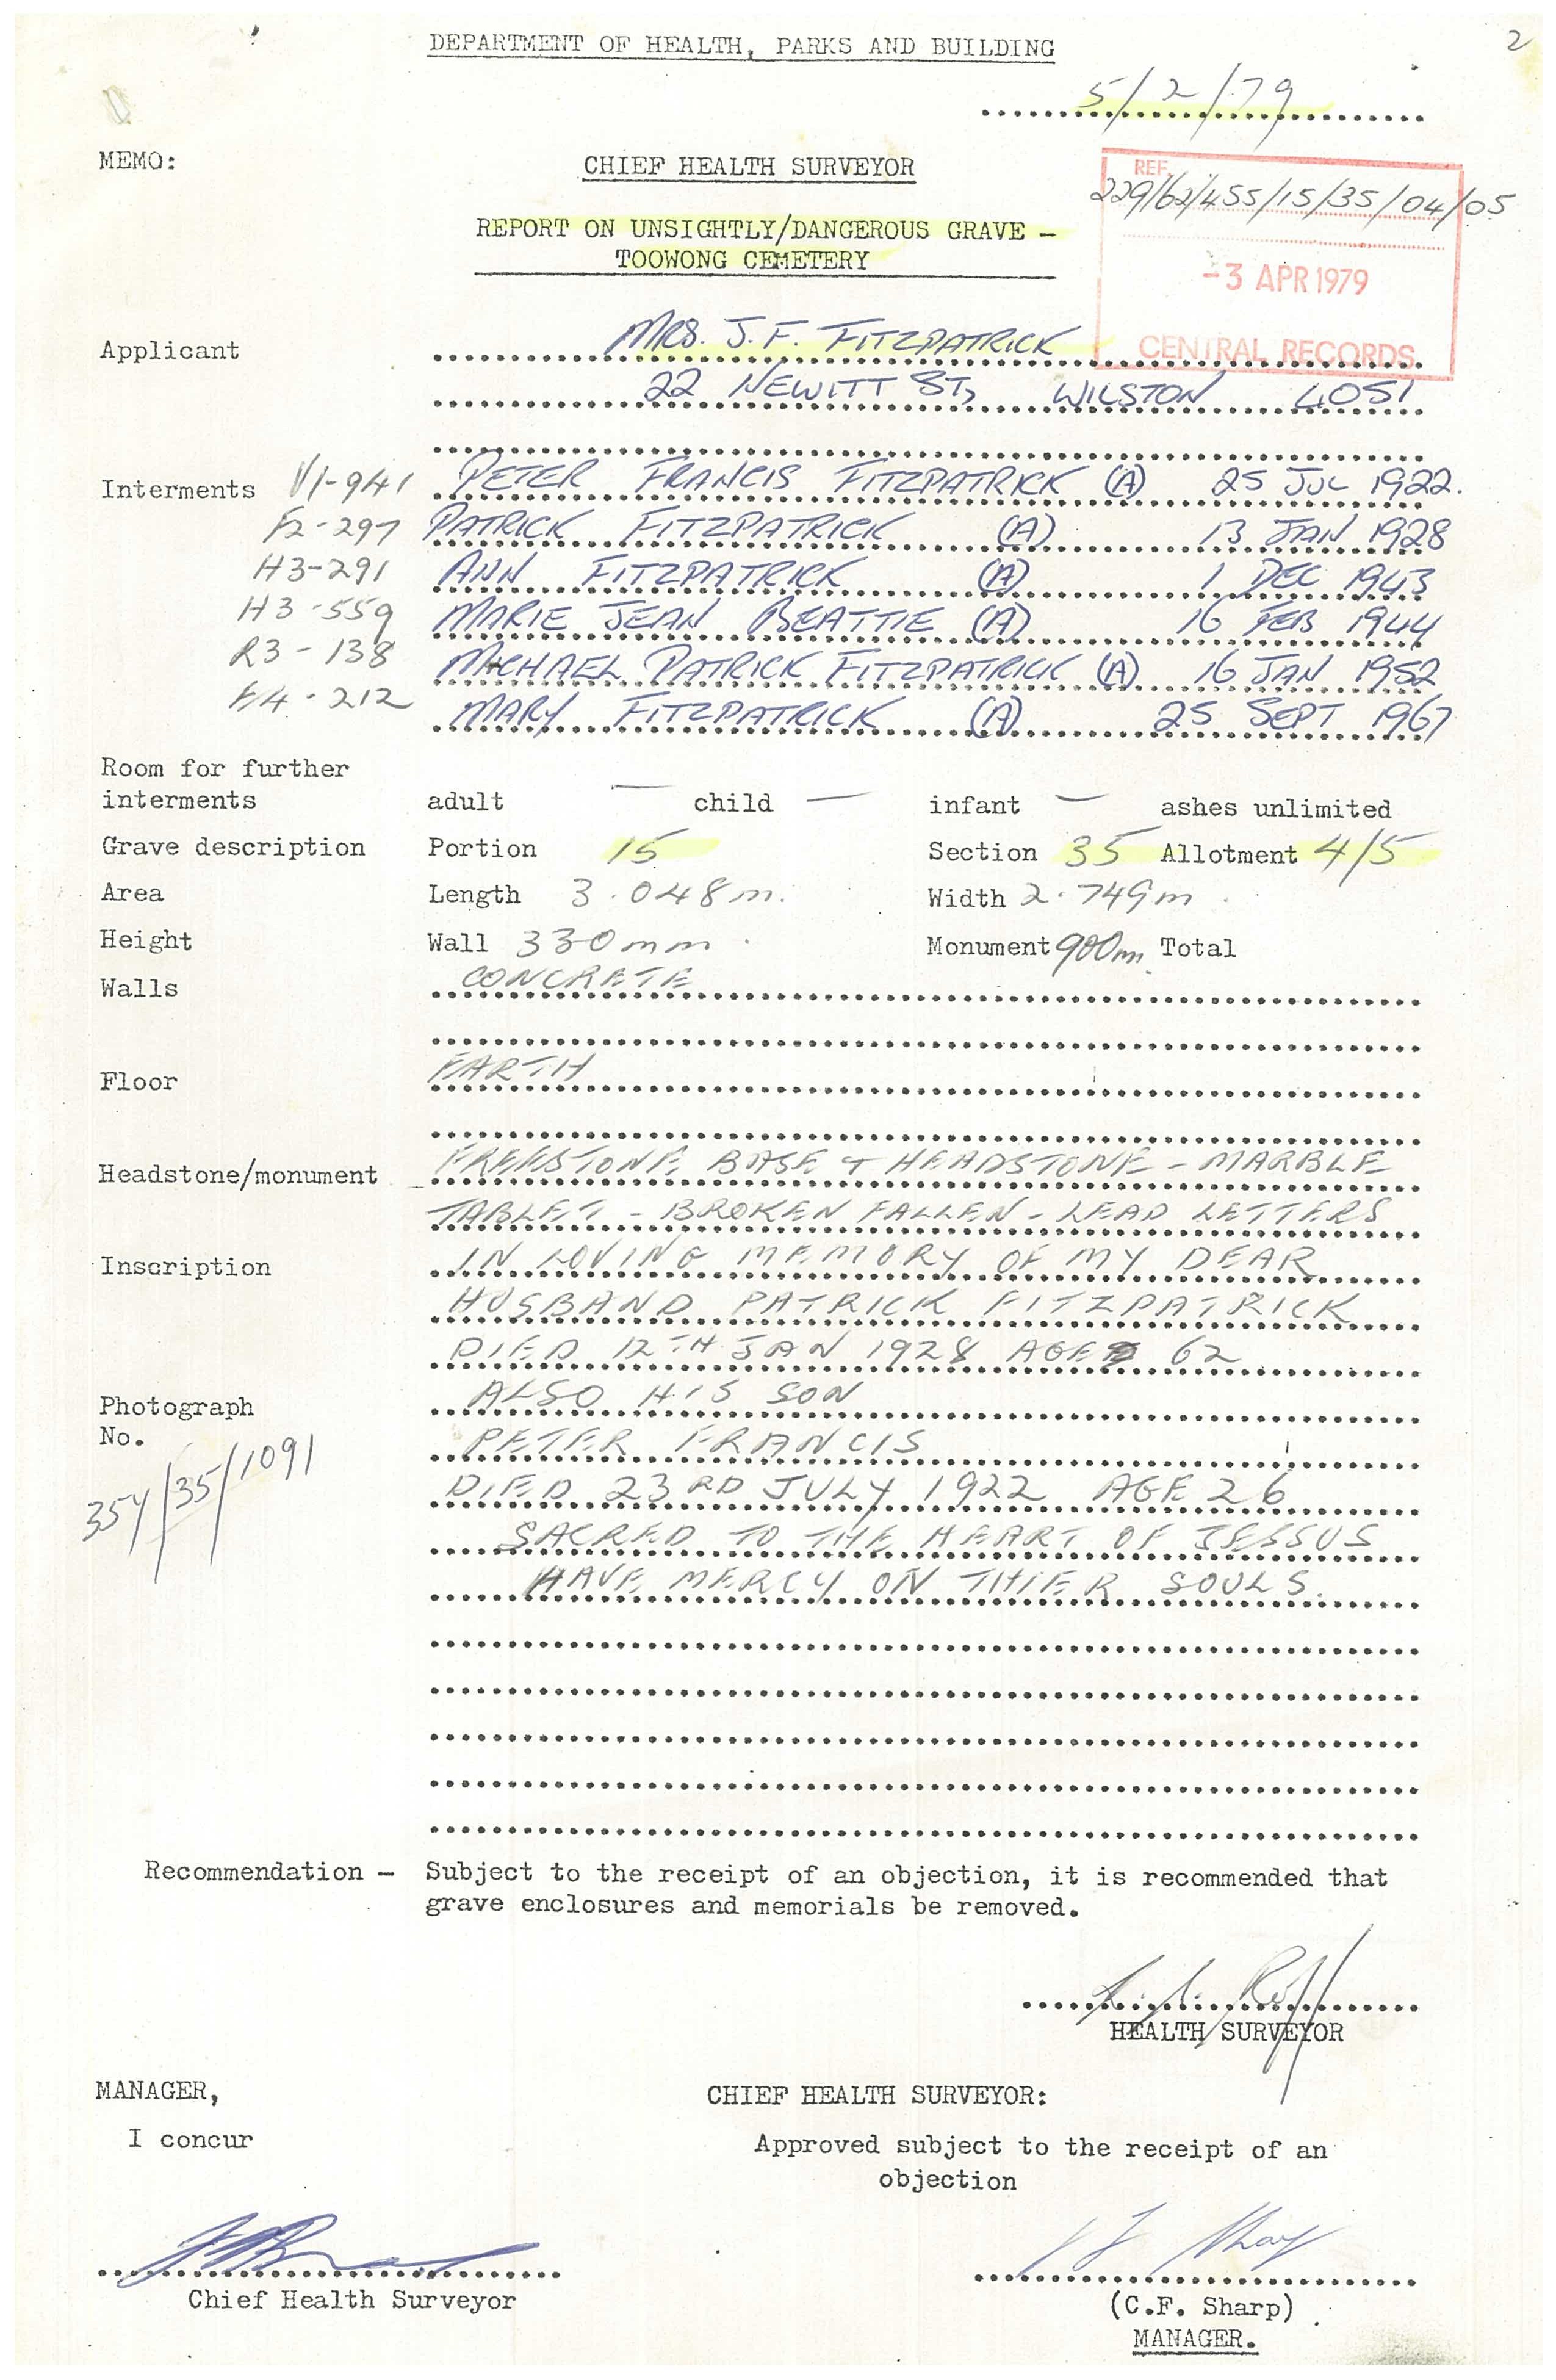 2
DEPARTMENT OF HEALTH, PARKS AND BUILDING
5/2/79
MEMO:
CHIEF HEALTH SURVEYOR
REF.
229/62/455/15/35/04/05
REPORT ON UNSIGHTLY/DANGEROUS GRAVE -
TOOWONG CEMETERY
-3 APR 1979
CENTRAL RECORDS
Applicant MRS. J.F. FITZPATRICK
22 NEWITT ST, WILSTON 4051
Interments V1-941 PETER FRANCIS FITZPATRICK (A) 25 JUL 1922.
F2-297 PATRICK FITZPATRICK (A) 13 JAN 1928
H3-291 ANN FITZPATRICK (A) 1 DEC 1943
H3-559 MARIE JEAN BEATTIE (A) 16 FEB 1944
R3-138 MICHAEL PATRICK FITZPATRICK (A) 16 JAN 1952
212 MARY FITZPATRICK (A) 25 SEPT 1967
Room for further
interments adult — child — infant — ashes unlimited
Grave description Portion 15 Section 35 Allotment 4/5
Area Length 3.048m. Width 2.749m.
Height Wall 330mm. Monument 900m Total
Walls CONCRETE
Floor EARTH
Headstone/monument FREESTONE BASE + HEADSTONE - MARBLE
TABLET - BROKEN FALLEN - LEAD LETTERS
Inscription IN LOVING MEMORY OF MY DEAR
HUSBAND PATRICK FITZPATRICK
DIED 12TH JAN 1928 AGE 62
ALSO HIS SON
Photograph
No.
354/35/1091
PETER FRANCIS
DIED 23RD JULY 1922 AGE 26
SACRED TO THE HEART OF JESSUS
HAVE MERCY ON THIER SOULS.
Recommendation - Subject to the receipt of an objection, it is recommended that
grave enclosures and memorials be removed.
HEALTH SURVEYOR
MANAGER,
I concur
Chief Health Surveyor
CHIEF HEALTH SURVEYOR:
Approved subject to the receipt of an
objection
(C.F. Sharp)
MANAGER.